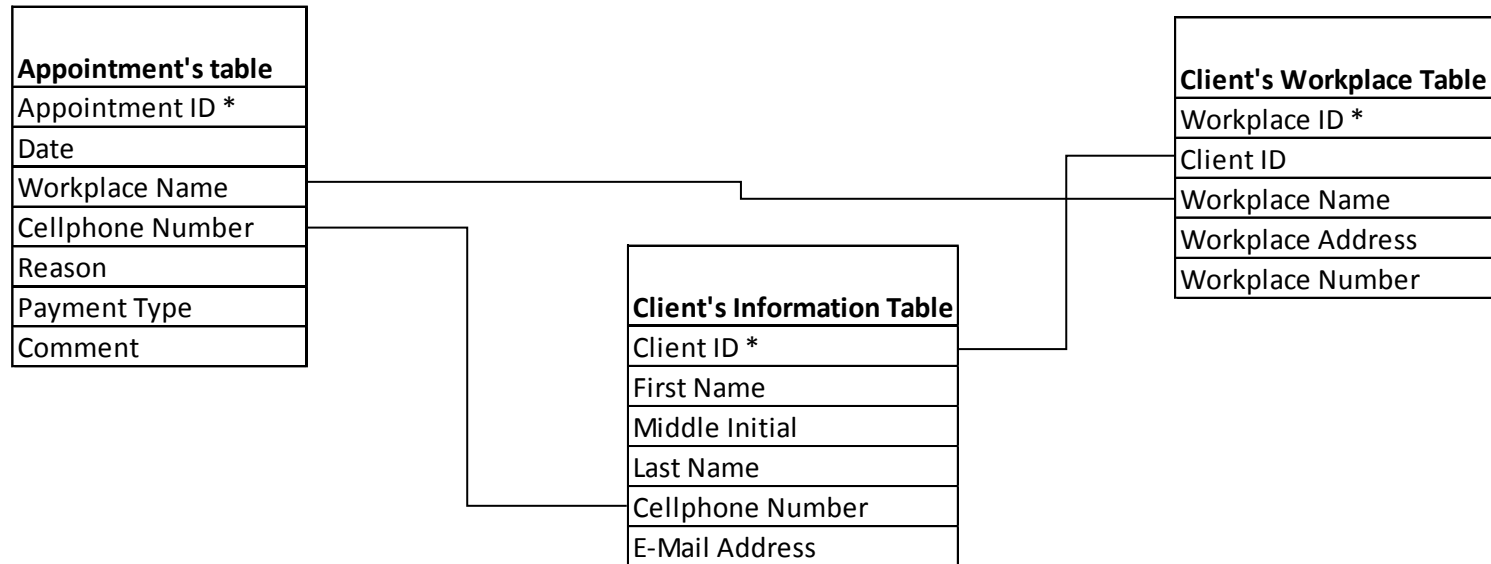 Appointment's table
Appointment ID *
Date
Workplace Name
Cellphone Number
Reason
Payment Type
Comment
Client's Information Table
Client ID *
First Name
Middle Initial
Last Name
Cellphone Number
E-Mail Address
Client's Workplace Table
Workplace ID *
Client ID
Workplace Name
Workplace Address
Workplace Number